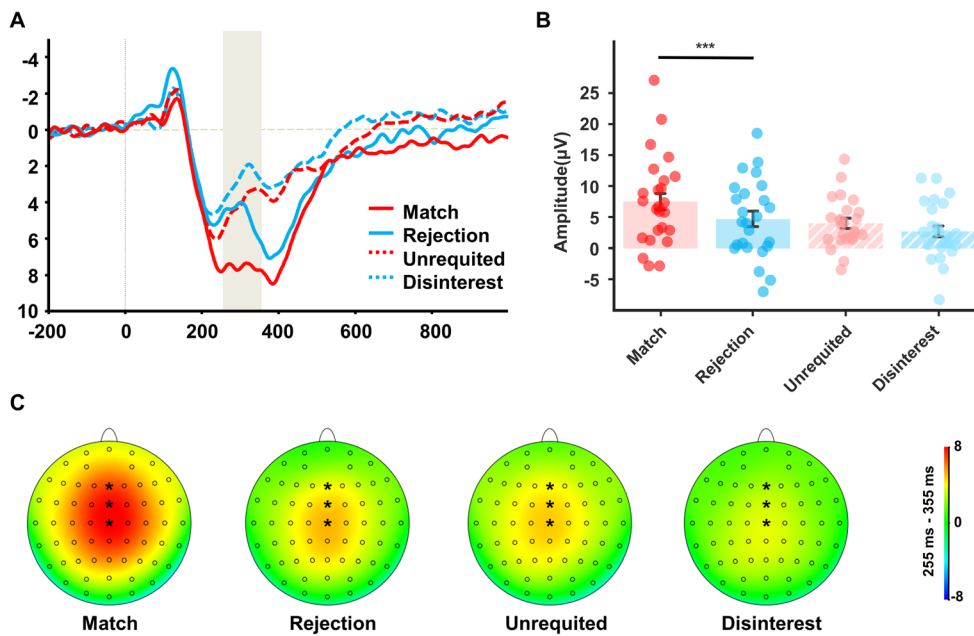 A
-4
-2
0
2
4
6
8
10
-200 0 200 400 600 800
Match
Rejection
Unrequited
Disinterest
B
***
Amplitude(µV)
25
20
15
10
5
0
-5
Match
Rejection
Unrequited
Disinterest
C
* * *
* * *
* * *
* * *
Match
Rejection
Unrequited
Disinterest
255 ms - 355 ms
8
0
-8